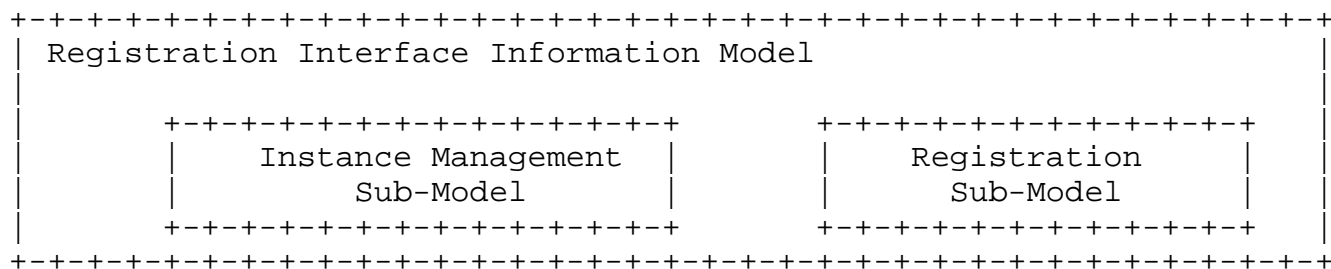 Registration Interface Information Model
Instance Management Registration
Sub-Model Sub-Model